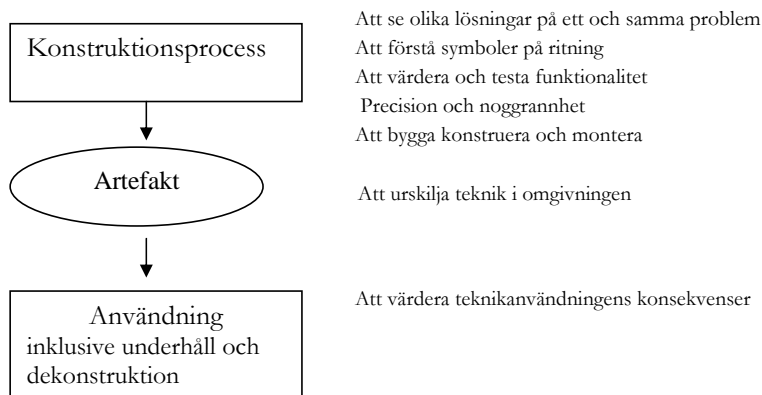 Konstruktionsprocess
Att se olika lösningar på ett och samma problem
Att förstå symboler på ritning
Att värdera och testa funktionalitet
Precision och noggrannhet
Att bygga konstruera och montera
Artefakt
Att urskilja teknik i omgivningen
Användning
inklusive underhåll och
dekonstruktion
Att värdera teknikanvändningens konsekvenser